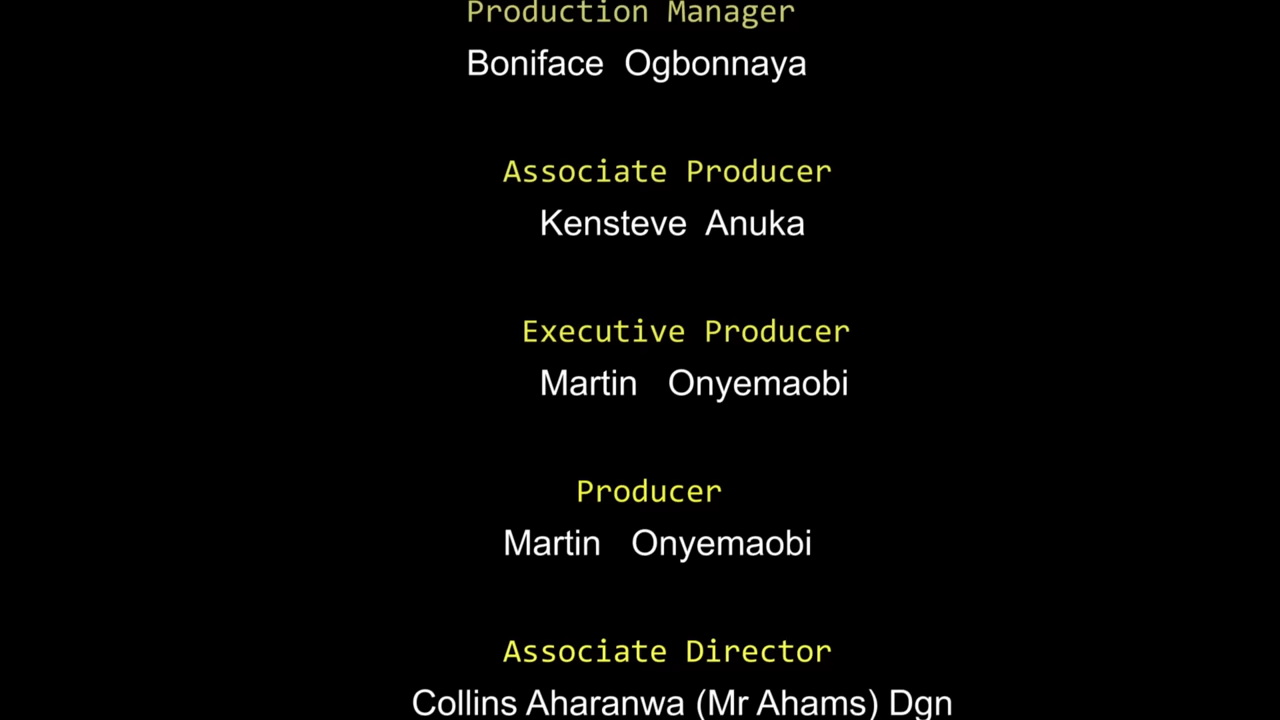 Production Manager
Boniface Ogbonnaya
Associate Producer
Kensteve Anuka
Executive Producer
Martin Onyemaobi
Producer
Martin Onyemaobi
Associate Director
Collins Aharanwa (Mr Ahams) Dgn